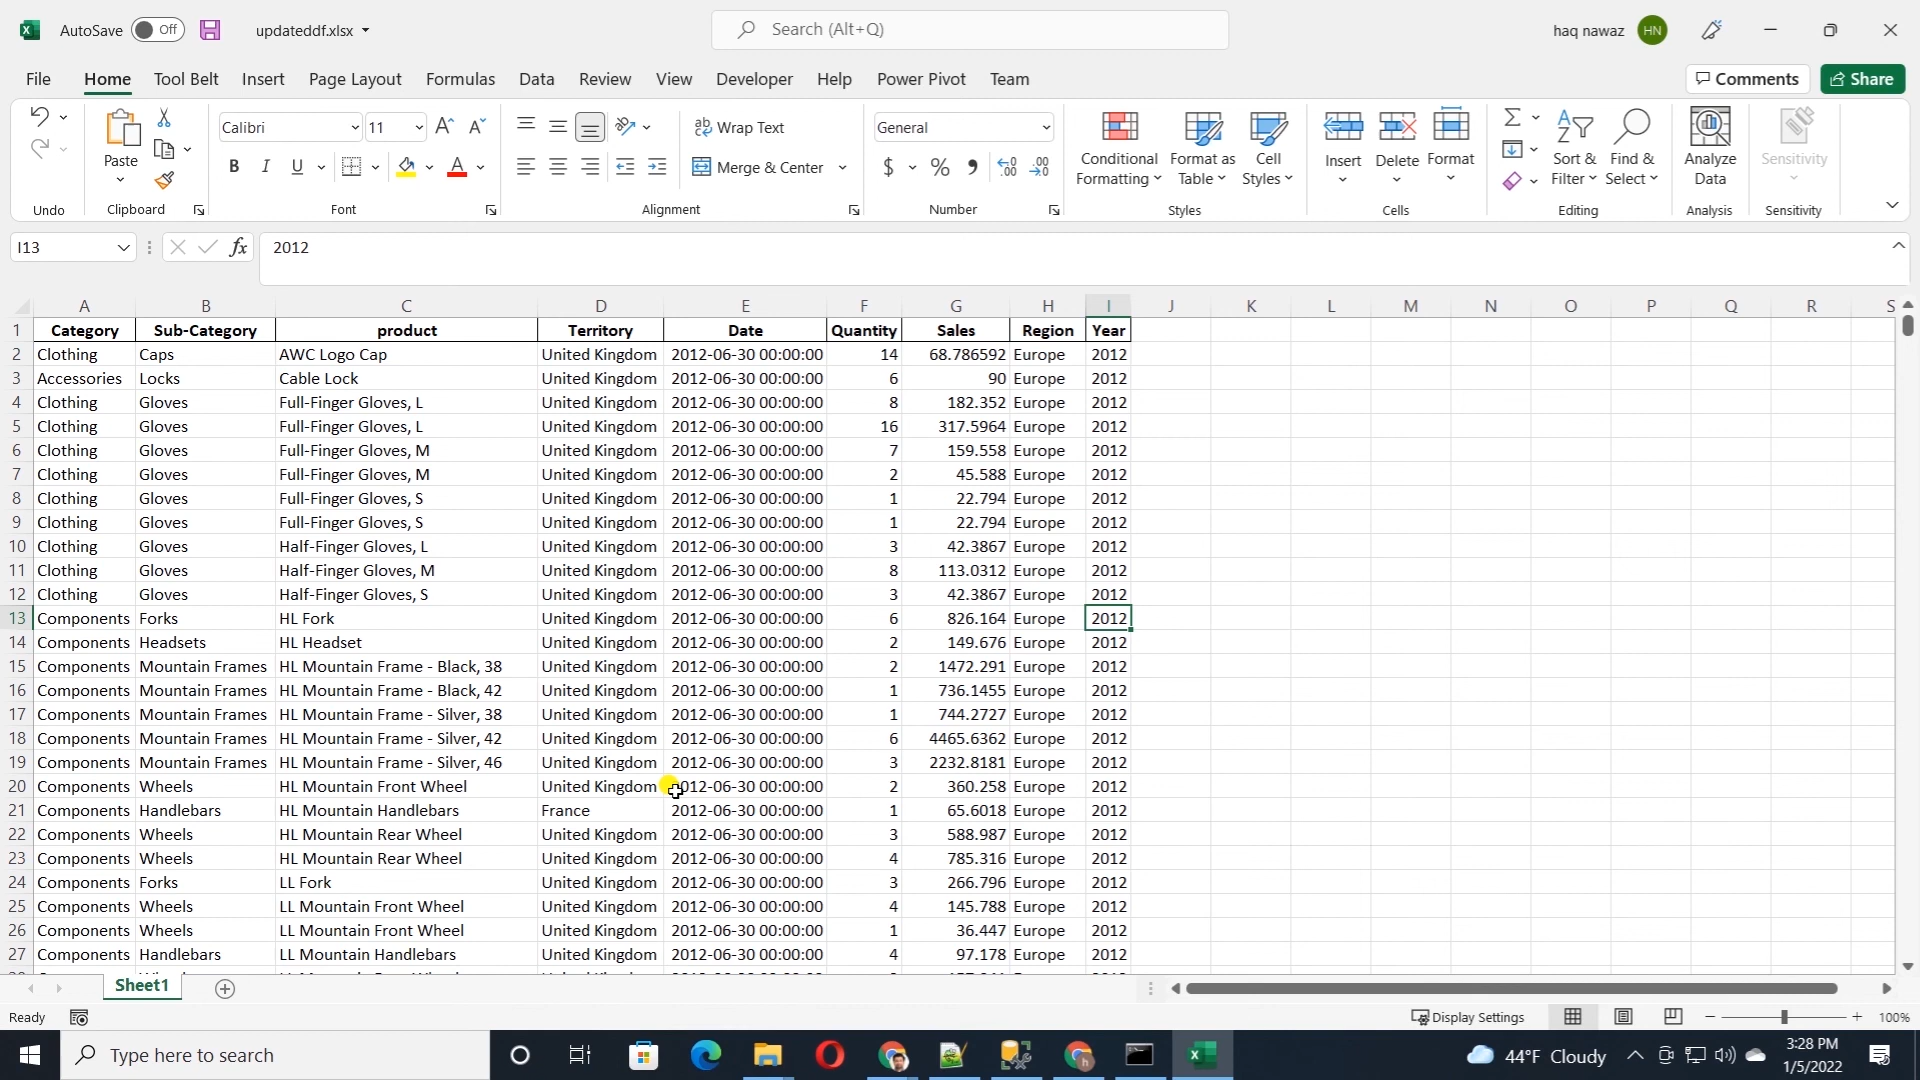 AutoSave Off updateddf.xlsx Search (Alt+Q) haq nawaz HN
File Home Tool Belt Insert Page Layout Formulas Data Review View Developer Help Power Pivot Team Comments Share
Calibri 11 Wrap Text General
Paste B I U Merge & Center $ % Conditional Formatting Format as Table Cell Styles Insert Delete Format Sort & Filter Find & Select Analyze Data Sensitivity
Undo Clipboard Font Alignment Number Styles Cells Editing Analysis Sensitivity
I13 fx 2012
A B C D E F G H I J K L M N O P Q R S
1 Category Sub-Category product Territory Date Quantity Sales Region Year
2 Clothing Caps AWC Logo Cap United Kingdom 2012-06-30 00:00:00 14 68.786592 Europe 2012
3 Accessories Locks Cable Lock United Kingdom 2012-06-30 00:00:00 6 90 Europe 2012
4 Clothing Gloves Full-Finger Gloves, L United Kingdom 2012-06-30 00:00:00 8 182.352 Europe 2012
5 Clothing Gloves Full-Finger Gloves, L United Kingdom 2012-06-30 00:00:00 16 317.5964 Europe 2012
6 Clothing Gloves Full-Finger Gloves, M United Kingdom 2012-06-30 00:00:00 7 159.558 Europe 2012
7 Clothing Gloves Full-Finger Gloves, M United Kingdom 2012-06-30 00:00:00 2 45.588 Europe 2012
8 Clothing Gloves Full-Finger Gloves, S United Kingdom 2012-06-30 00:00:00 1 22.794 Europe 2012
9 Clothing Gloves Full-Finger Gloves, S United Kingdom 2012-06-30 00:00:00 1 22.794 Europe 2012
10 Clothing Gloves Half-Finger Gloves, L United Kingdom 2012-06-30 00:00:00 3 42.3867 Europe 2012
11 Clothing Gloves Half-Finger Gloves, M United Kingdom 2012-06-30 00:00:00 8 113.0312 Europe 2012
12 Clothing Gloves Half-Finger Gloves, S United Kingdom 2012-06-30 00:00:00 3 42.3867 Europe 2012
13 Components Forks HL Fork United Kingdom 2012-06-30 00:00:00 6 826.164 Europe 2012
14 Components Headsets HL Headset United Kingdom 2012-06-30 00:00:00 2 149.676 Europe 2012
15 Components Mountain Frames HL Mountain Frame - Black, 38 United Kingdom 2012-06-30 00:00:00 2 1472.291 Europe 2012
16 Components Mountain Frames HL Mountain Frame - Black, 42 United Kingdom 2012-06-30 00:00:00 1 736.1455 Europe 2012
17 Components Mountain Frames HL Mountain Frame - Silver, 38 United Kingdom 2012-06-30 00:00:00 1 744.2727 Europe 2012
18 Components Mountain Frames HL Mountain Frame - Silver, 42 United Kingdom 2012-06-30 00:00:00 6 4465.6362 Europe 2012
19 Components Mountain Frames HL Mountain Frame - Silver, 46 United Kingdom 2012-06-30 00:00:00 3 2232.8181 Europe 2012
20 Components Wheels HL Mountain Front Wheel United Kingdom 2012-06-30 00:00:00 2 360.258 Europe 2012
21 Components Handlebars HL Mountain Handlebars France 2012-06-30 00:00:00 1 65.6018 Europe 2012
22 Components Wheels HL Mountain Rear Wheel United Kingdom 2012-06-30 00:00:00 3 588.987 Europe 2012
23 Components Wheels HL Mountain Rear Wheel United Kingdom 2012-06-30 00:00:00 4 785.316 Europe 2012
24 Components Forks LL Fork United Kingdom 2012-06-30 00:00:00 3 266.796 Europe 2012
25 Components Wheels LL Mountain Front Wheel United Kingdom 2012-06-30 00:00:00 4 145.788 Europe 2012
26 Components Wheels LL Mountain Front Wheel United Kingdom 2012-06-30 00:00:00 1 36.447 Europe 2012
27 Components Handlebars LL Mountain Handlebars United Kingdom 2012-06-30 00:00:00 4 97.178 Europe 2012
Sheet1
Ready Display Settings 100%
Type here to search 44°F Cloudy 3:28 PM
1/5/2022